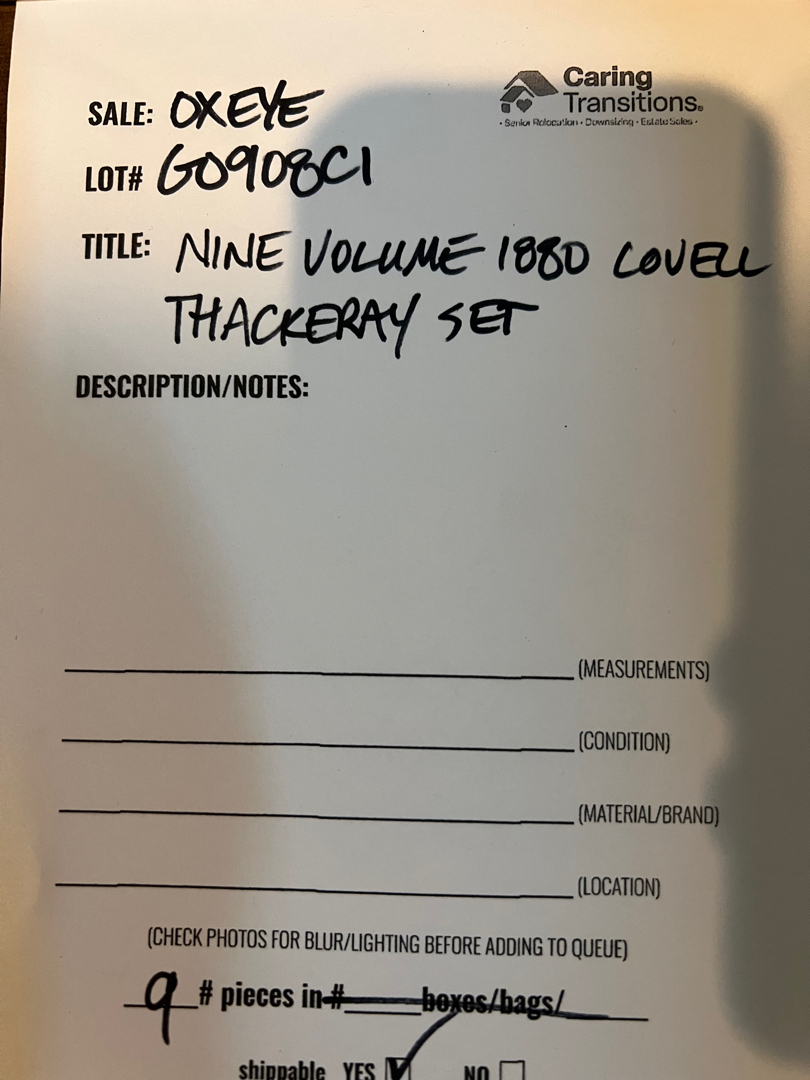 Caring
Transitions®
• Senior Relocation • Downsizing • Estate Sales •
SALE: OXEYE
LOT# G0908C1
TITLE: NINE VOLUME 1880 LOVELL
THACKERAY SET
DESCRIPTION/NOTES:
(MEASUREMENTS)
(CONDITION)
(MATERIAL/BRAND)
(LOCATION)
(CHECK PHOTOS FOR BLUR/LIGHTING BEFORE ADDING TO QUEUE)
9 # pieces in # boxes/bags/
shippable YES NO